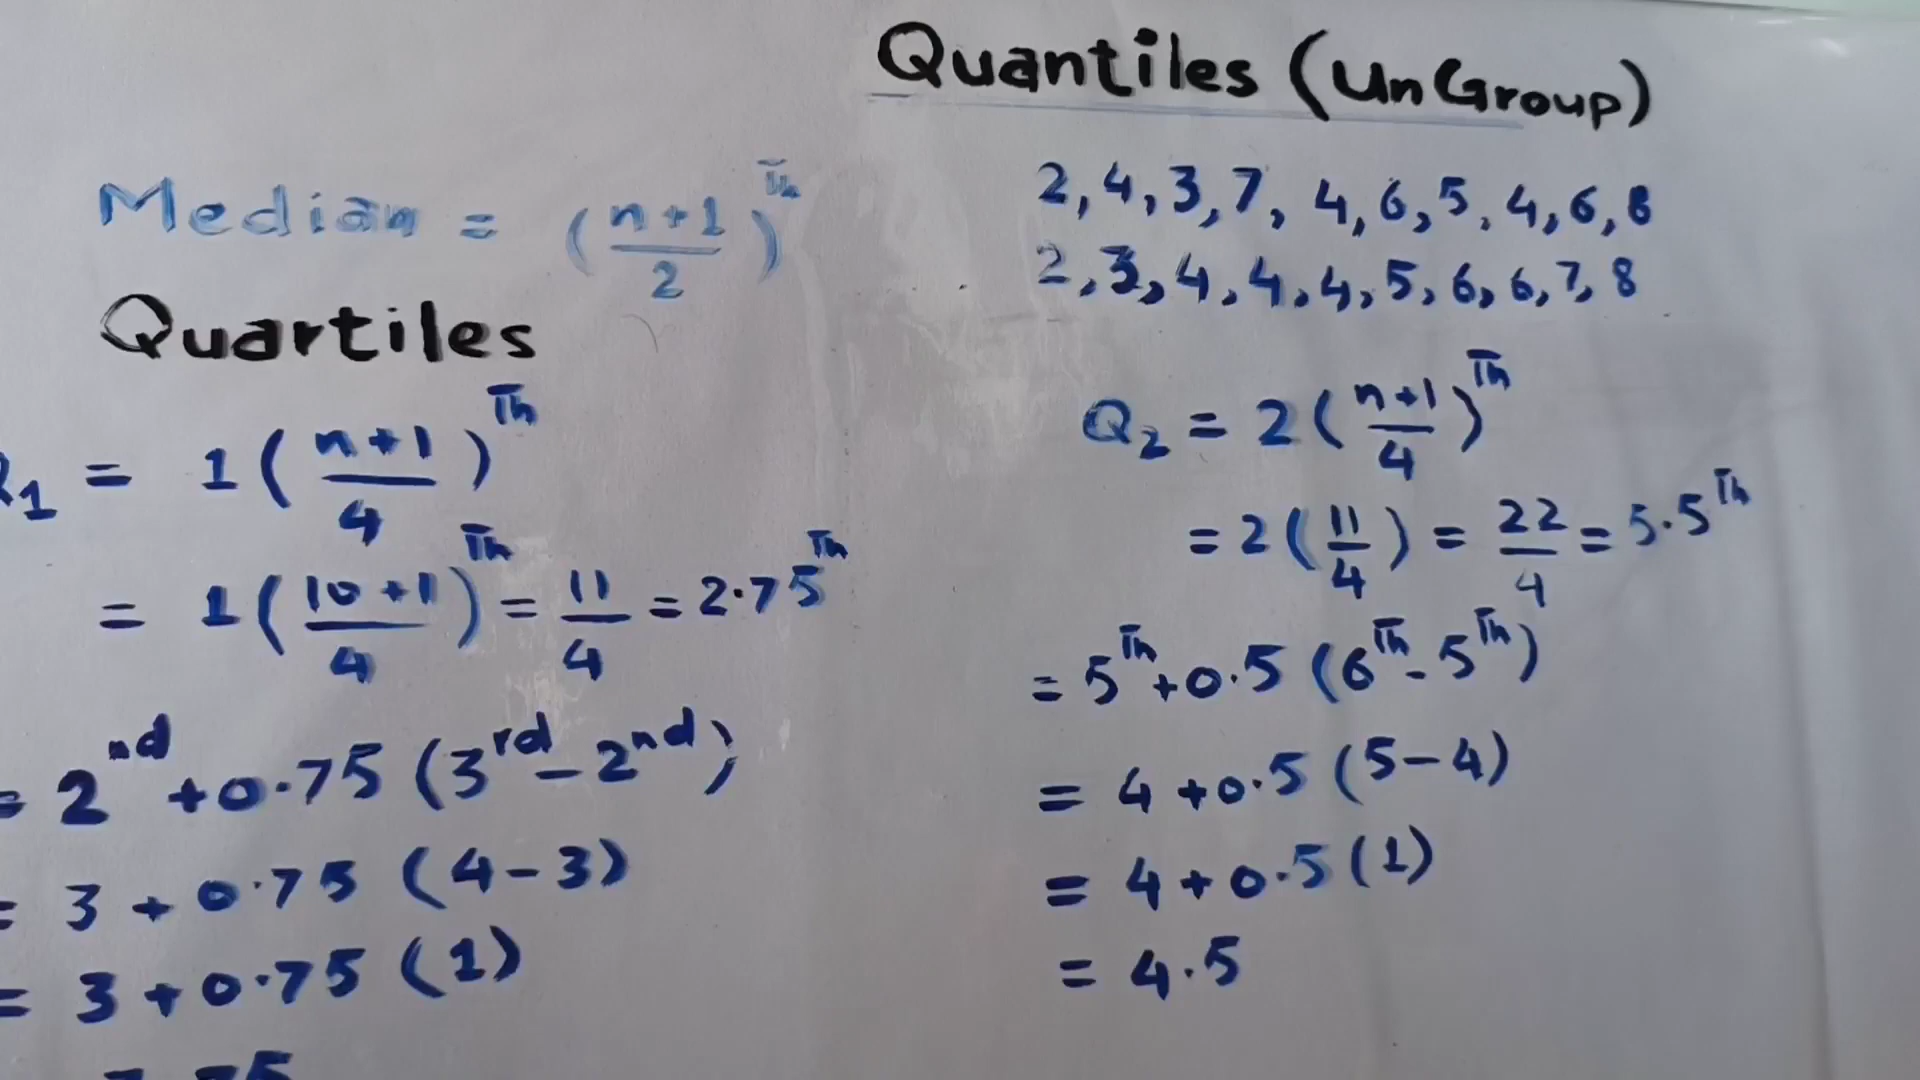 Quantiles (UnGroup)
Median = (n+1/2)th
Quartiles
1 = 1(n+1/4)Th
= 1(10+1/4)Th = 11/4 = 2.75Th
= 2nd +0.75 (3rd - 2nd)
= 3 + 0.75 (4-3)
= 3 + 0.75 (1)
2, 4, 3, 7, 4, 6, 5, 4, 6, 8
2, 3, 4, 4, 4, 5, 6, 6, 7, 8
Q2 = 2(n+1/4)Th
= 2(11/4) = 22/4 = 5.5Th
= 5Th +0.5 (6Th - 5Th)
= 4 +0.5 (5-4)
= 4 + 0.5 (1)
= 4.5